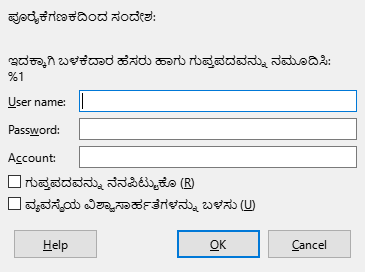 ಪೂರೈಕೆಗಣಕದಿಂದ ಸಂದೇಶ:
ಇದಕ್ಕಾಗಿ ಬಳಕೆದಾರ ಹೆಸರು ಹಾಗು ಗುಪ್ತಪದವನ್ನು ನಮೂದಿಸಿ:
%1
User name:
Password:
Account:
ಗುಪ್ತಪದವನ್ನು ನೆನಪಿಟ್ಟುಕೊ (R)
ವ್ಯವಸ್ಥೆಯ ವಿಶ್ವಾಸಾರ್ಹತೆಗಳನ್ನು ಬಳಸು (U)
Help OK Cancel